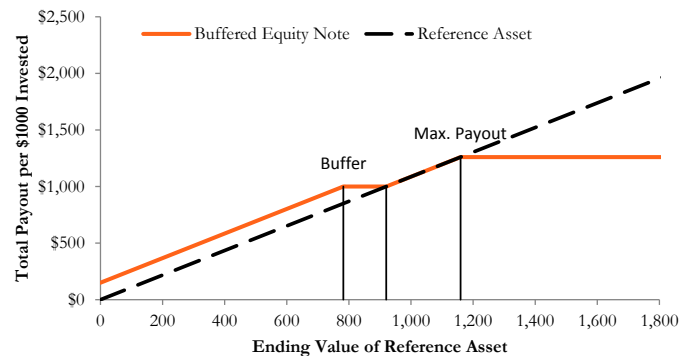 $2,500
Buffered Equity Note
Reference Asset
$2,000
$1,500
Max. Payout
Buffer
$1,000
$500
$0
0 200 400 600 800 1,000 1,200 1,400 1,600 1,800
Total Payout per $1000 Invested
Ending Value of Reference Asset